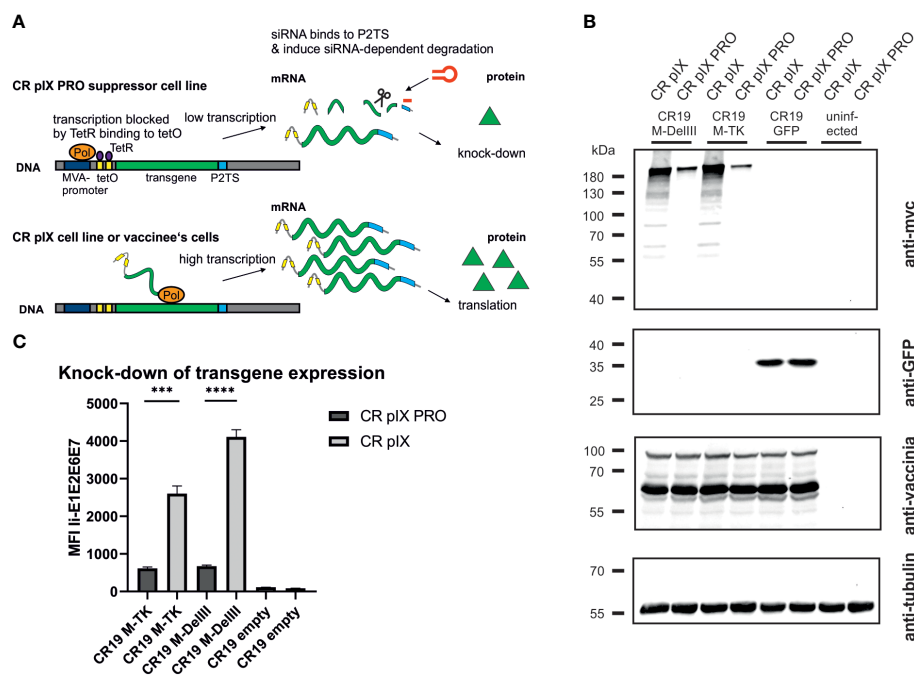 A
siRNA binds to P2TS
& induce siRNA-dependent degradation
mRNA
protein
CR pIX PRO suppressor cell line
transcription blocked
by TetR binding to tetO
low transcription
TetR
Pol
knock-down
DNA
MVA-
promoter
tetO
transgene
P2TS
mRNA
CR pIX cell line or vaccinee's cells
protein
high transcription
Pol
translation
DNA
B
CR pIX
CR pIX PRO
CR pIX
CR pIX PRO
CR pIX
CR pIX PRO
CR pIX
CR pIX PRO
CR19
M-DelIII
CR19
M-TK
CR19
GFP
uninf-
ected
kDa
180
130
100
70
55
40
anti-myc
40
35
25
anti-GFP
100
70
55
anti-vaccinia
70
55
anti-tubulin
C
Knock-down of transgene expression
***
****
CR pIX PRO
CR pIX
MFI Ii-E1E2E6E7
5000
4000
3000
2000
1000
0
CR19 M-TK
CR19 M-TK
CR19 M-DelIII
CR19 M-DelIII
CR19 empty
CR19 empty